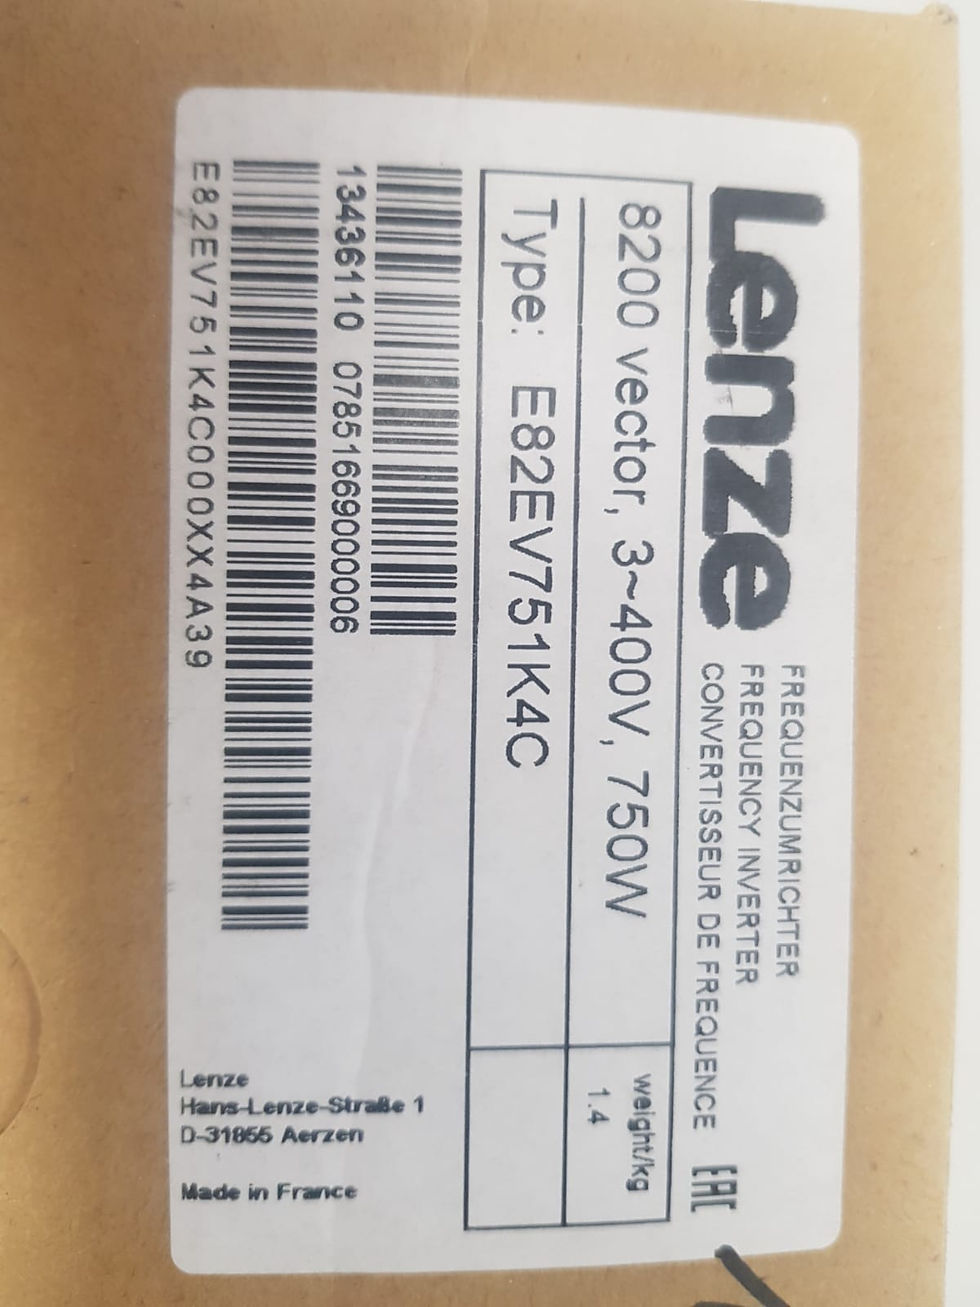 Lenze
FREQUENZUMRICHTER
FREQUENCY INVERTER
CONVERTISSEUR DE FREQUENCE
EAC
8200 vector, 3~400V, 750W
weight/kg
1.4
Type: E82EV751K4C
13436110 07851669000006
E82EV751K4C000XX4A39
Lenze
Hans-Lenze-Straße 1
D-31855 Aerzen
Made in France